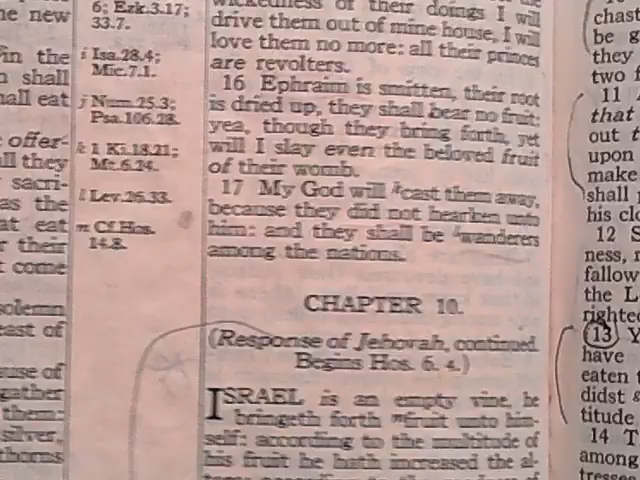 ne new
in the
shall
hall eat
offer-
ll they
sacri-
as the
at eat
r their
t come
solemn
east of
use of
gather
them:
silver,
thorns
6; Ezk.3.17;
33.7.
i Isa.28.4;
Mic.7.1.
j Num.25.3;
Psa.106.28.
k 1 Ki.18.21;
Mt.6.24.
l Lev.26.33.
m Cf.Hos.
14.8.
wickedness of their doings I will
drive them out of mine house, I will
love them no more: all their princes
are revolters.
16 Ephraim is smitten, their root
is dried up, they shall bear no fruit:
yea, though they bring forth, yet
will I slay even the beloved fruit
of their womb.
17 My God will k cast them away,
because they did not hearken unto
him: and they shall be l wanderers
among the nations.
CHAPTER 10.
(Response of Jehovah, continued.
Begins Hos. 6. 4.)
ISRAEL is an empty vine, he
bringeth forth m fruit unto him-
self: according to the multitude of
his fruit he hath increased the al-
chast
be g
they
two f
11
that
out t
upon
make
shall
his clo
12 S
ness, r
fallow
the L
righte
13 Y
have
eaten
didst
titude
14 T
among